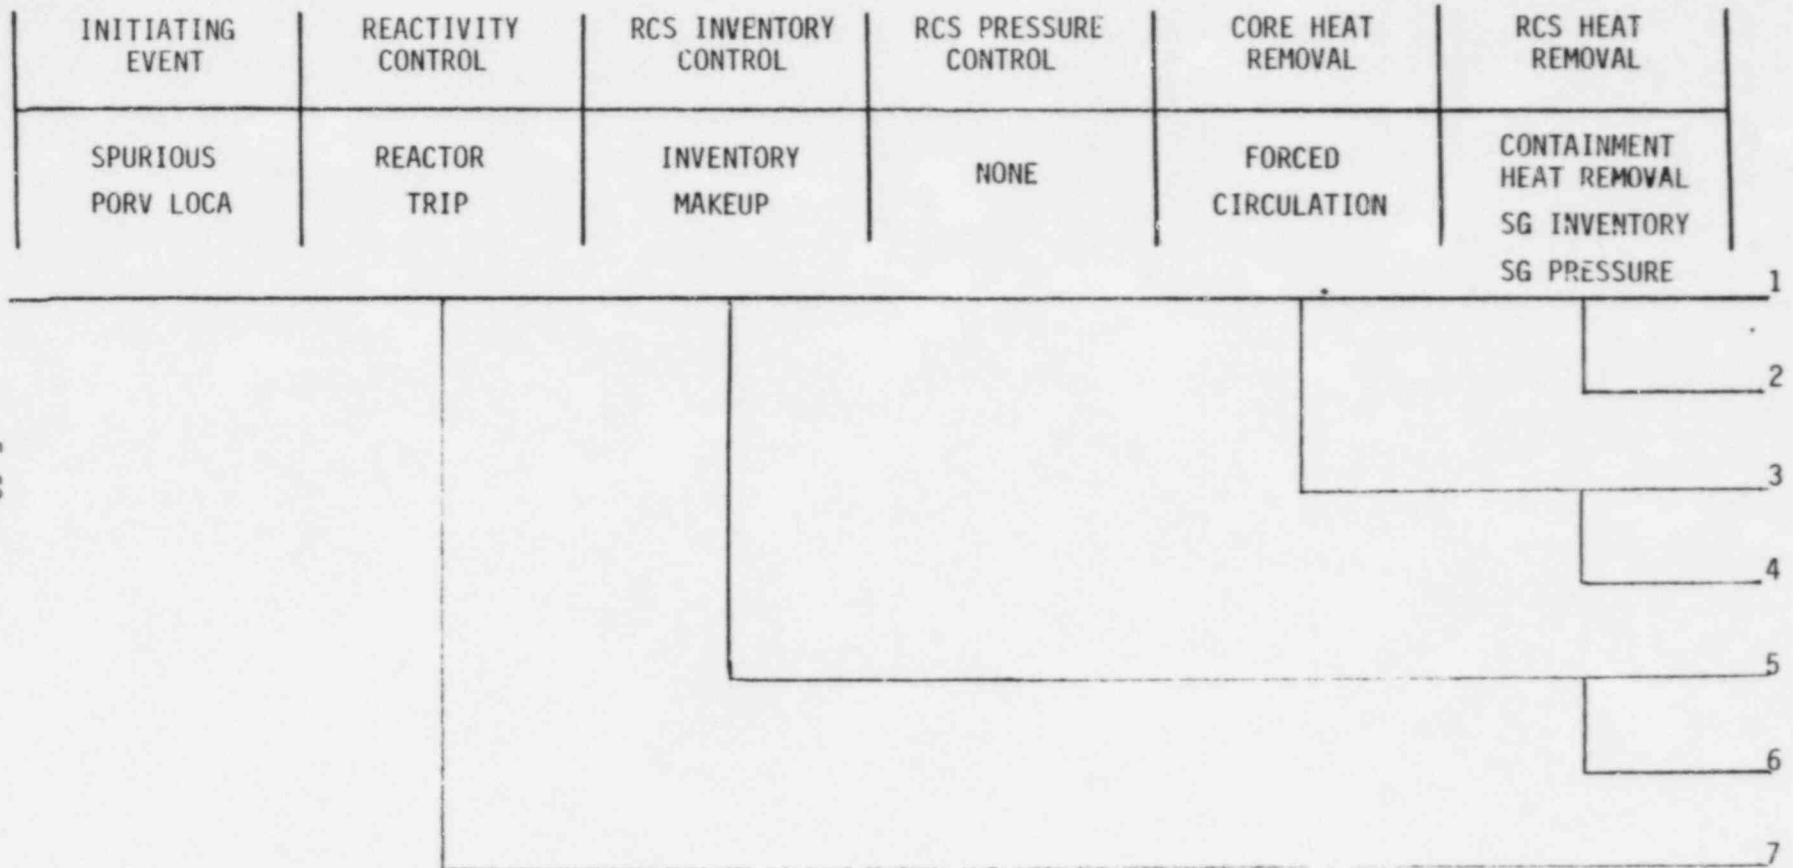 INITIATING
EVENT
REACTIVITY
CONTROL
RCS INVENTORY
CONTROL
RCS PRESSURE
CONTROL
CORE HEAT
REMOVAL
RCS HEAT
REMOVAL
SPURIOUS
PORV LOCA
REACTOR
TRIP
INVENTORY
MAKEUP
NONE
FORCED
CIRCULATION
CONTAINMENT
HEAT REMOVAL
SG INVENTORY
SG PRESSURE
1
2
3
4
5
6
7